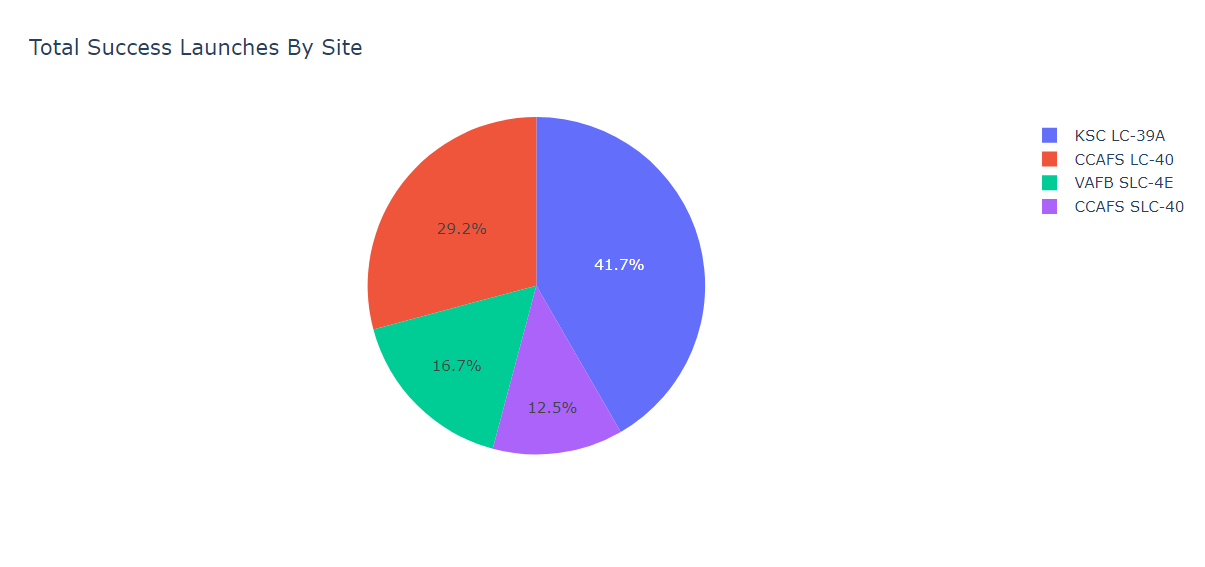 Total Success Launches By Site
KSC LC-39A
CCAFS LC-40
VAFB SLC-4E
CCAFS SLC-40
29.2%
41.7%
16.7%
12.5%